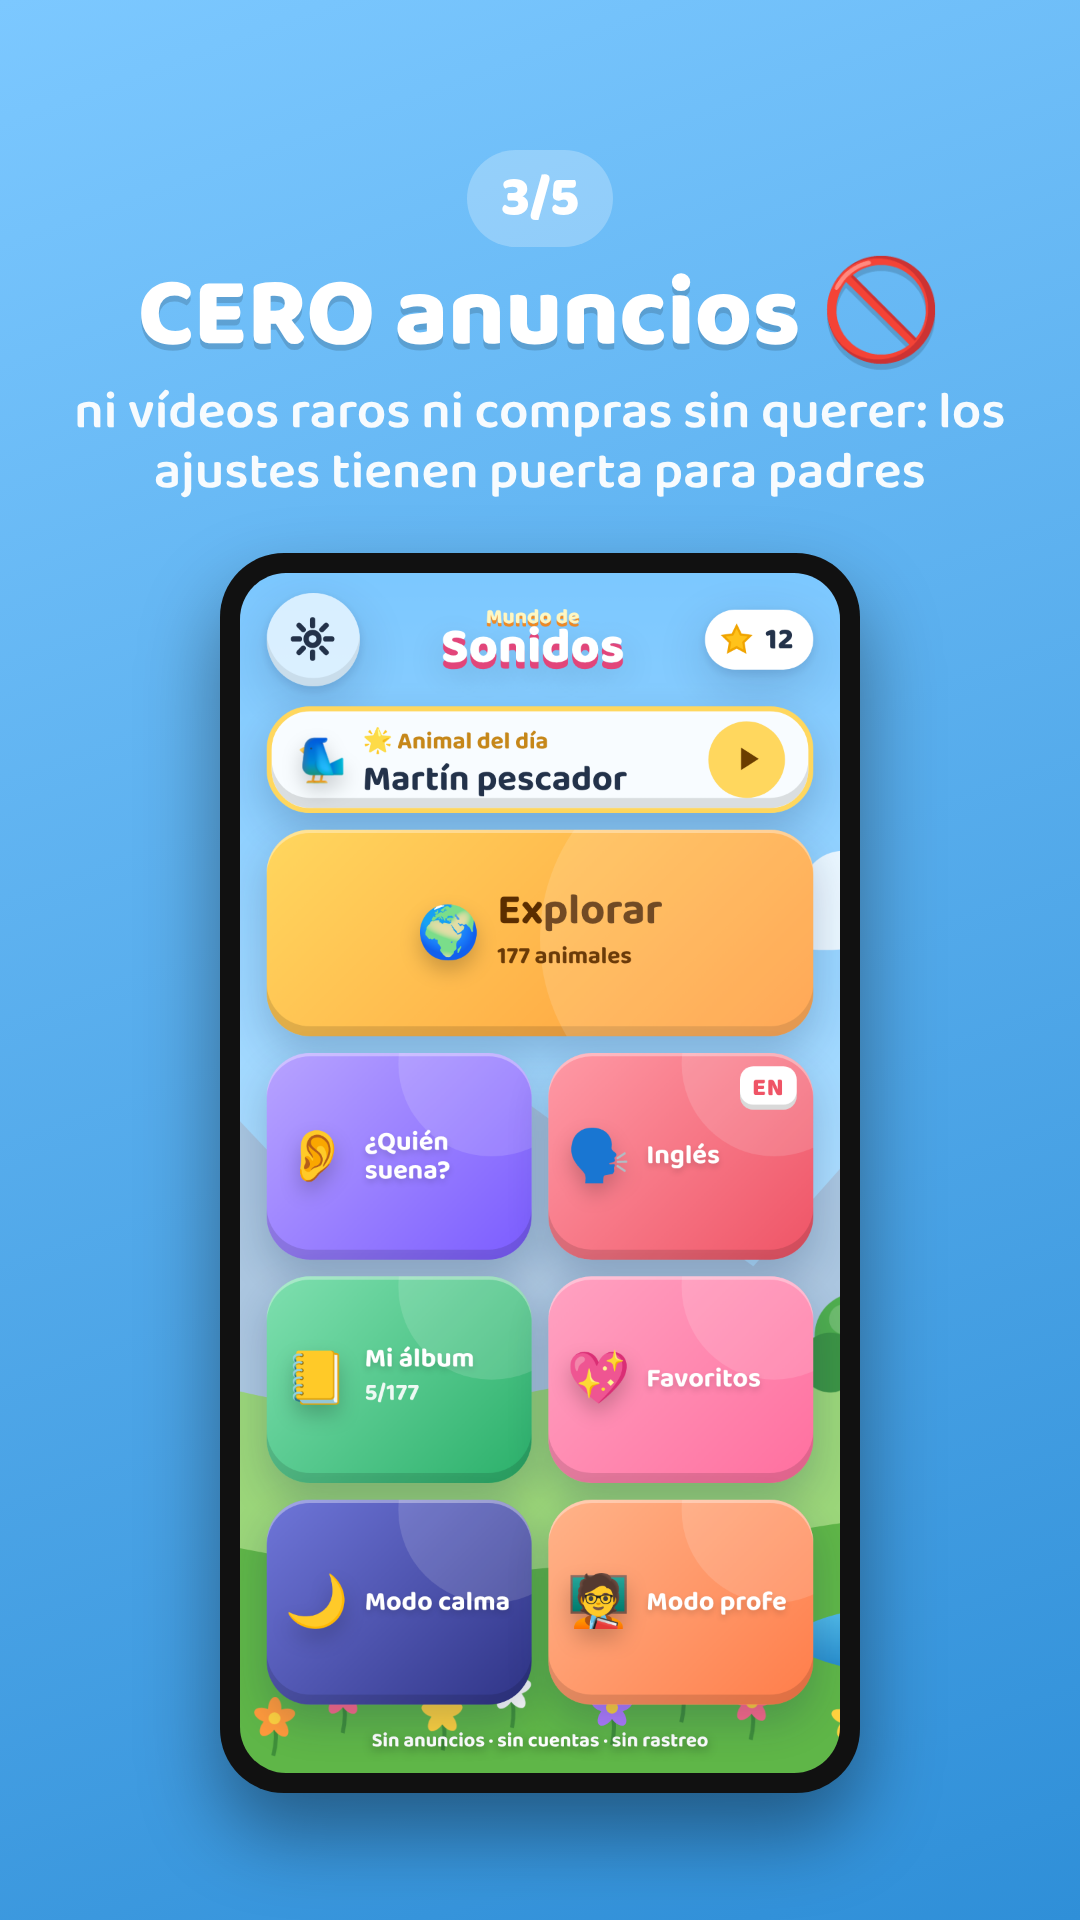 3/5
CERO anuncios 🚫
ni vídeos raros ni compras sin querer: los
ajustes tienen puerta para padres
Mundo de
Sonidos
12
🌟 Animal del día
Martín pescador
Explorar
177 animales
¿Quién
suena?
EN
Inglés
Mi álbum
5/177
Favoritos
Modo calma
Modo profe
Sin anuncios · sin cuentas · sin rastreo